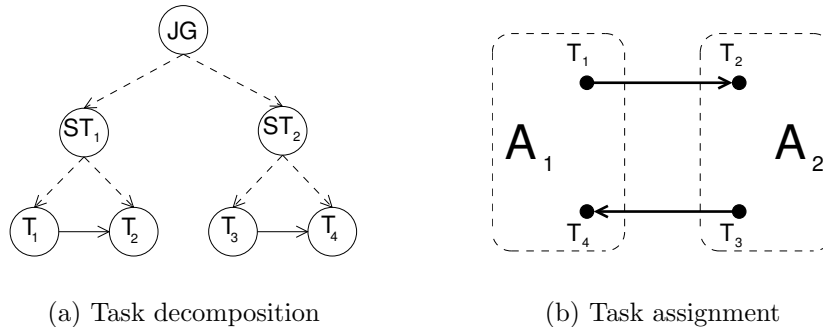 JG
ST₁ ST₂
T₁ T₂ T₃ T₄
T₁ T₂
A₁ A₂
T₄ T₃
(a) Task decomposition
(b) Task assignment